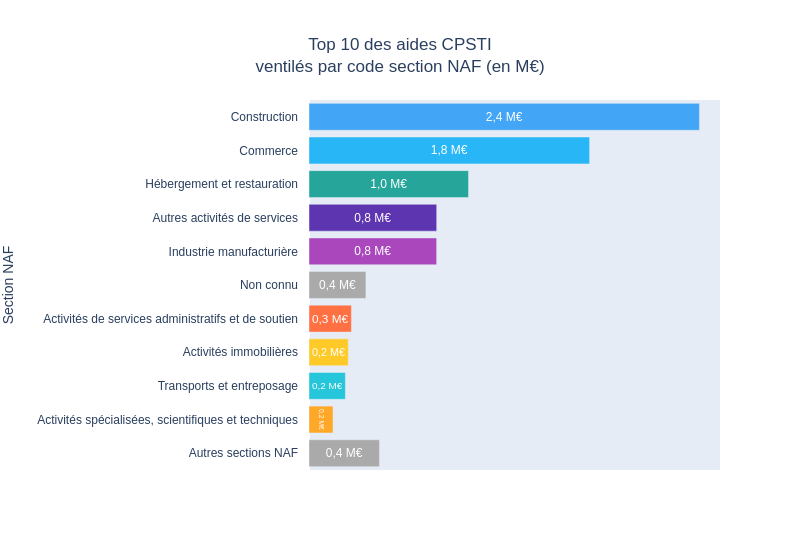 Top 10 des aides CPSTI
ventilés par code section NAF (en M€)
Section NAF
Construction 2,4 M€
Commerce 1,8 M€
Hébergement et restauration 1,0 M€
Autres activités de services 0,8 M€
Industrie manufacturière 0,8 M€
Non connu 0,4 M€
Activités de services administratifs et de soutien 0,3 M€
Activités immobilières 0,2 M€
Transports et entreposage 0,2 M€
Activités spécialisées, scientifiques et techniques 0,2 M€
Autres sections NAF 0,4 M€